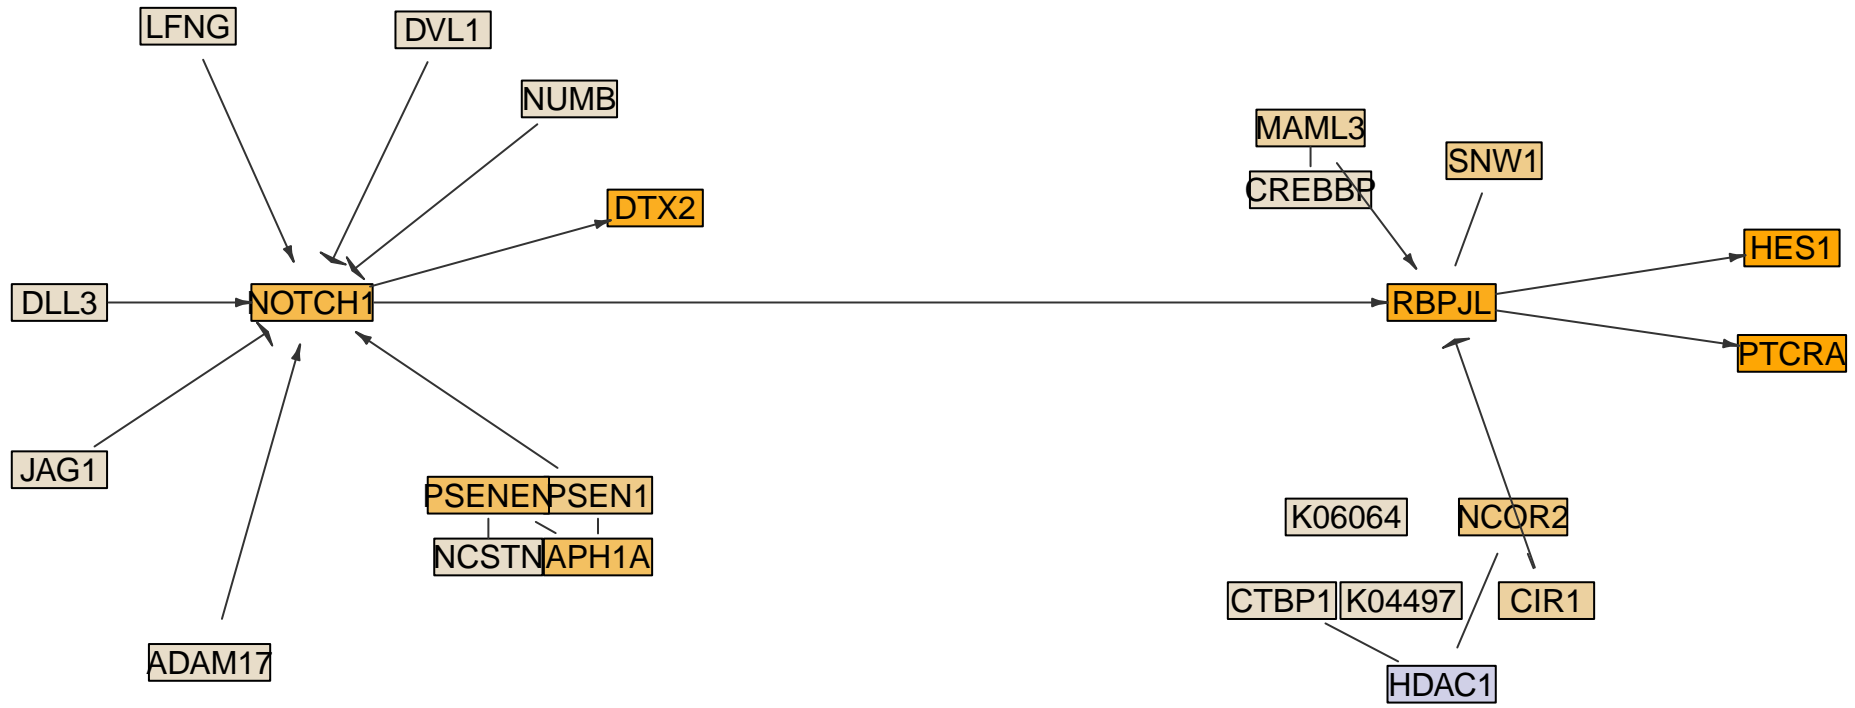 LFNG
DVL1
NUMB
MAML3
SNW1
CREBBP
DTX2
HES1
DLL3
NOTCH1
RBPJL
PTCRA
JAG1
PSENEN
PSEN1
K06064
NCOR2
NCSTN
APH1A
CTBP1
K04497
CIR1
ADAM17
HDAC1